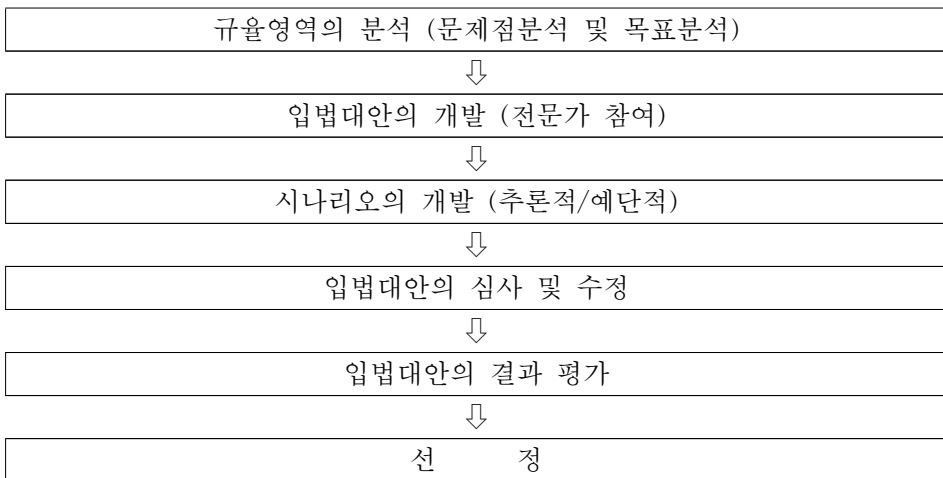 규율영역의 분석 (문제점분석 및 목표분석)
⇩
입법대안의 개발 (전문가 참여)
⇩
시나리오의 개발 (추론적/예단적)
⇩
입법대안의 심사 및 수정
⇩
입법대안의 결과 평가
⇩
선 정